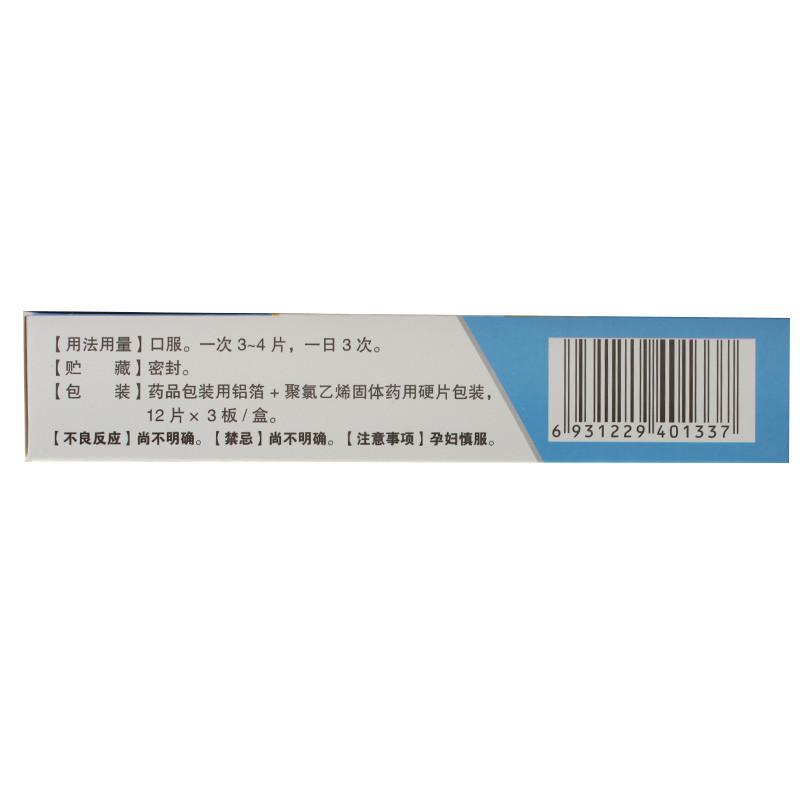 【用法用量】口服。一次 3~4 片，一日 3 次。
【贮　　藏】密封。
【包　　装】药品包装用铝箔 + 聚氯乙烯固体药用硬片包装，
12 片 × 3 板 / 盒。
【不良反应】尚不明确。【禁忌】尚不明确。【注意事项】孕妇慎服。
6 931229 401337